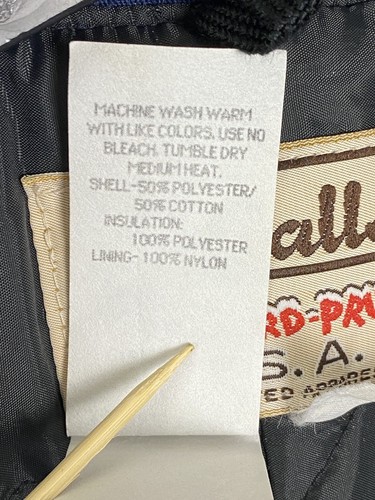 MACHINE WASH WARM
WITH LIKE COLORS. USE NO
BLEACH. TUMBLE DRY
MEDIUM HEAT.
SHELL-50% POLYESTER/
50% COTTON
INSULATION:
100% POLYESTER
LINING-100% NYLON
S.A.